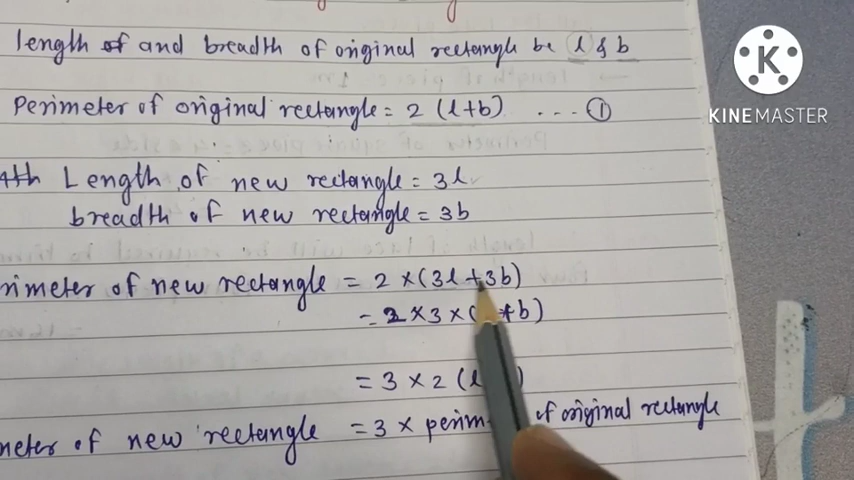 length of and breadth of original rectangle be l & b
Perimeter of original rectangle = 2 (l+b) ... ①
Length of new rectangle = 3l
breadth of new rectangle = 3b
of new rectangle = 2 × (3l+3b)
= 2 × 3 × ( +b)
= 3 × 2 (l )
of new rectangle = 3 × of original rectangle
K
KINEMASTER